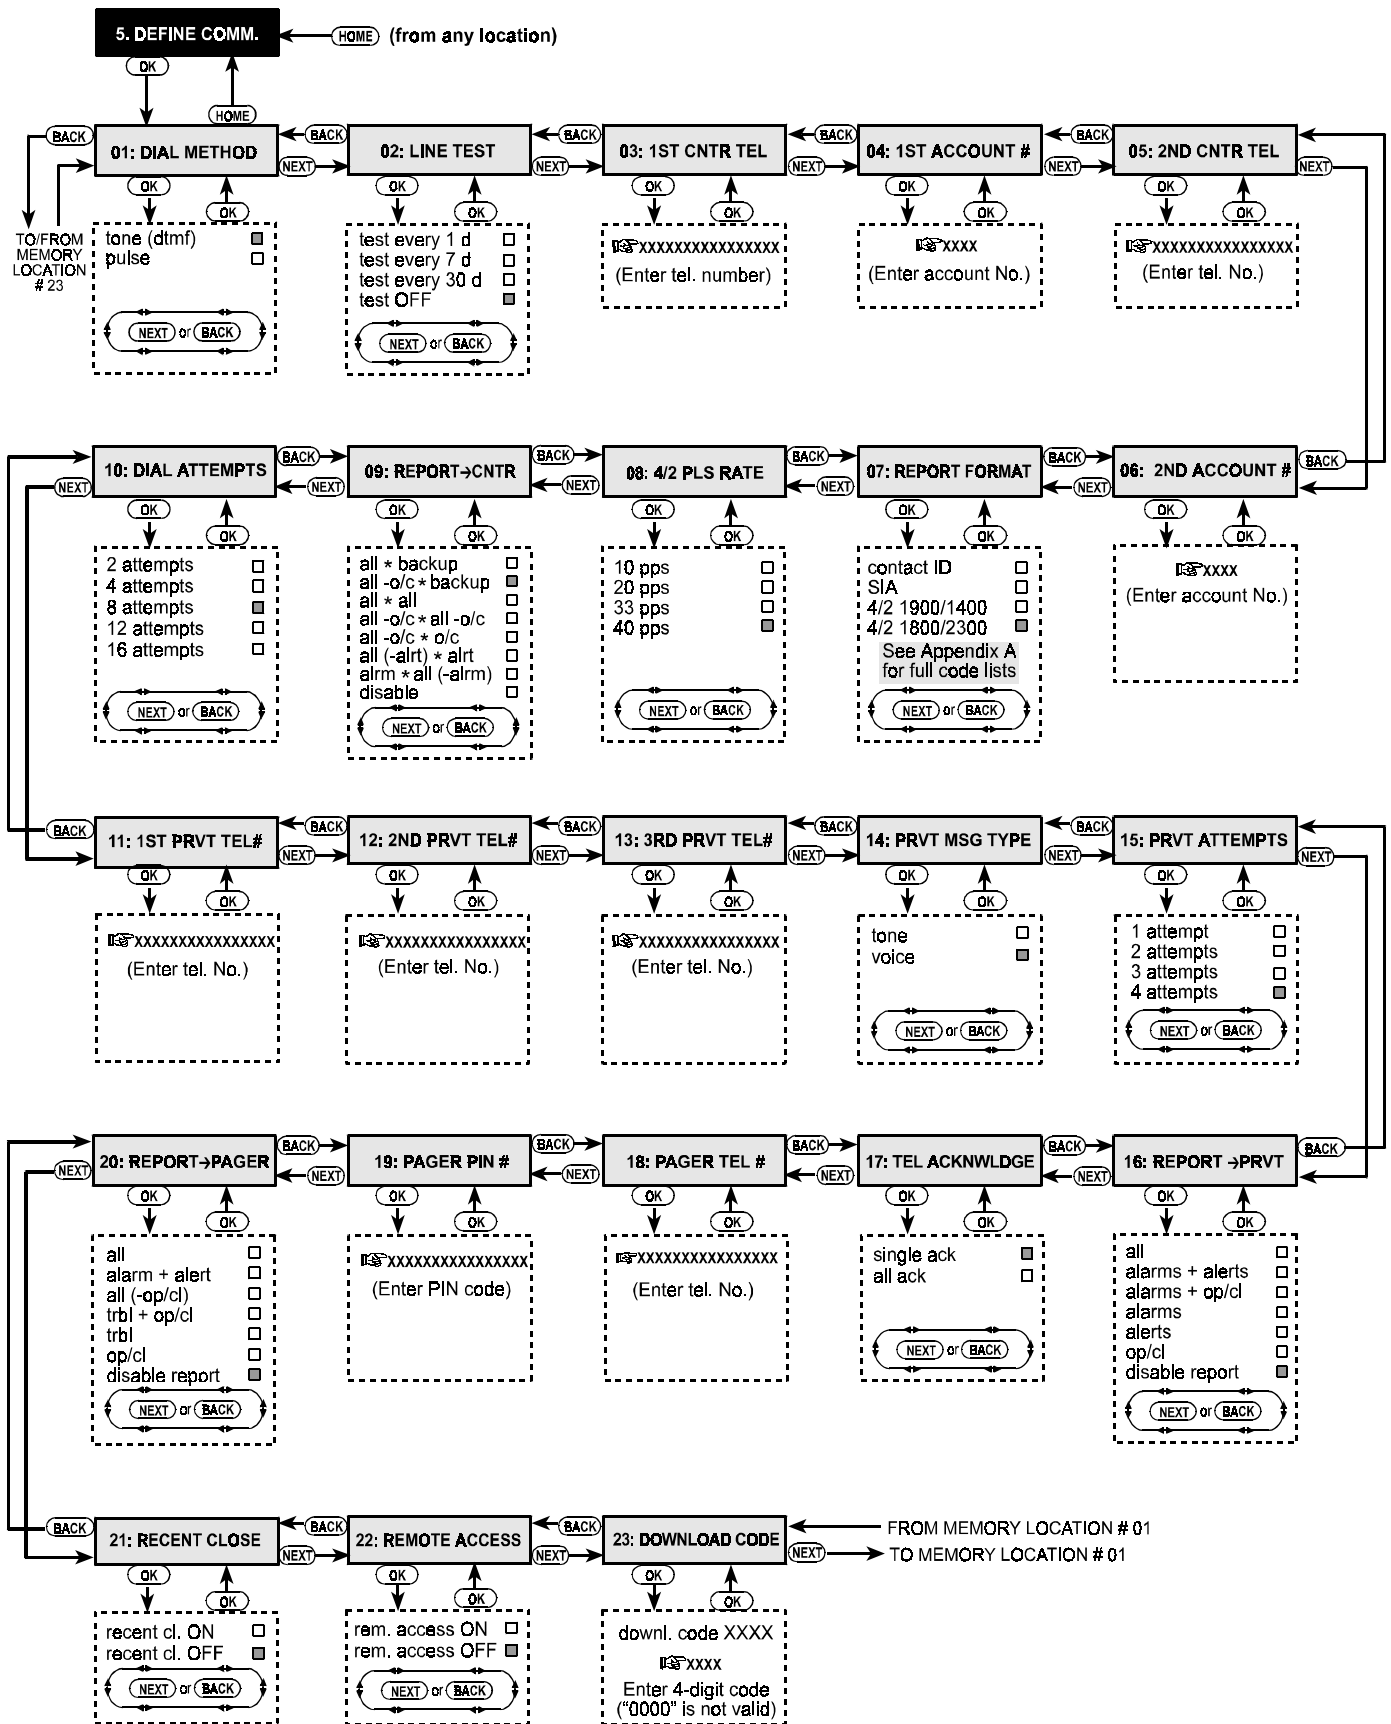 5. DEFINE COMM.
HOME (from any location)
OK
HOME
BACK
01: DIAL METHOD
NEXT
BACK
02: LINE TEST
NEXT
BACK
03: 1ST CNTR TEL
NEXT
BACK
04: 1ST ACCOUNT #
NEXT
BACK
05: 2ND CNTR TEL
NEXT
OK OK
OK OK
OK OK
OK OK
OK OK
TO/FROM
MEMORY
LOCATION
# 23
tone (dtmf)
pulse
NEXT or BACK
test every 1 d
test every 7 d
test every 30 d
test OFF
NEXT or BACK
xxxxxxxxxxxxxxxx
(Enter tel. number)
xxxx
(Enter account No.)
xxxxxxxxxxxxxxxx
(Enter tel. No.)
10: DIAL ATTEMPTS
NEXT
BACK
NEXT
09: REPORT→CNTR
BACK
NEXT
08: 4/2 PLS RATE
BACK
NEXT
07: REPORT FORMAT
BACK
NEXT
06: 2ND ACCOUNT #
BACK
OK OK
OK OK
OK OK
OK OK
OK OK
2 attempts
4 attempts
8 attempts
12 attempts
16 attempts
NEXT or BACK
all * backup
all -o/c * backup
all * all
all -o/c * all -o/c
all -o/c * o/c
all (-alrt) * alrt
alrm * all (-alrm)
disable
NEXT or BACK
10 pps
20 pps
33 pps
40 pps
NEXT or BACK
contact ID
SIA
4/2 1900/1400
4/2 1800/2300
See Appendix A
for full code lists
NEXT or BACK
xxxx
(Enter account No.)
BACK
11: 1ST PRVT TEL#
BACK
NEXT
12: 2ND PRVT TEL#
BACK
NEXT
13: 3RD PRVT TEL#
BACK
NEXT
14: PRVT MSG TYPE
BACK
NEXT
15: PRVT ATTEMPTS
NEXT
OK OK
OK OK
OK OK
OK OK
OK OK
xxxxxxxxxxxxxxxx
(Enter tel. No.)
xxxxxxxxxxxxxxxx
(Enter tel. No.)
xxxxxxxxxxxxxxxx
(Enter tel. No.)
tone
voice
NEXT or BACK
1 attempt
2 attempts
3 attempts
4 attempts
NEXT or BACK
20: REPORT→PAGER
NEXT
BACK
NEXT
19: PAGER PIN #
BACK
NEXT
18: PAGER TEL #
BACK
NEXT
17: TEL ACKNWLDGE
BACK
NEXT
16: REPORT →PRVT
BACK
OK OK
OK OK
OK OK
OK OK
OK OK
all
alarm + alert
all (-op/cl)
trbl + op/cl
trbl
op/cl
disable report
NEXT or BACK
xxxxxxxxxxxxxxxx
(Enter PIN code)
xxxxxxxxxxxxxxxx
(Enter tel. No.)
single ack
all ack
NEXT or BACK
all
alarms + alerts
alarms + op/cl
alarms
alerts
op/cl
disable report
NEXT or BACK
BACK
21: RECENT CLOSE
BACK
NEXT
22: REMOTE ACCESS
BACK
NEXT
23: DOWNLOAD CODE
FROM MEMORY LOCATION # 01
NEXT
TO MEMORY LOCATION # 01
OK OK
OK OK
OK OK
recent cl. ON
recent cl. OFF
NEXT or BACK
rem. access ON
rem. access OFF
NEXT or BACK
downl. code XXXX
xxxx
Enter 4-digit code
("0000" is not valid)